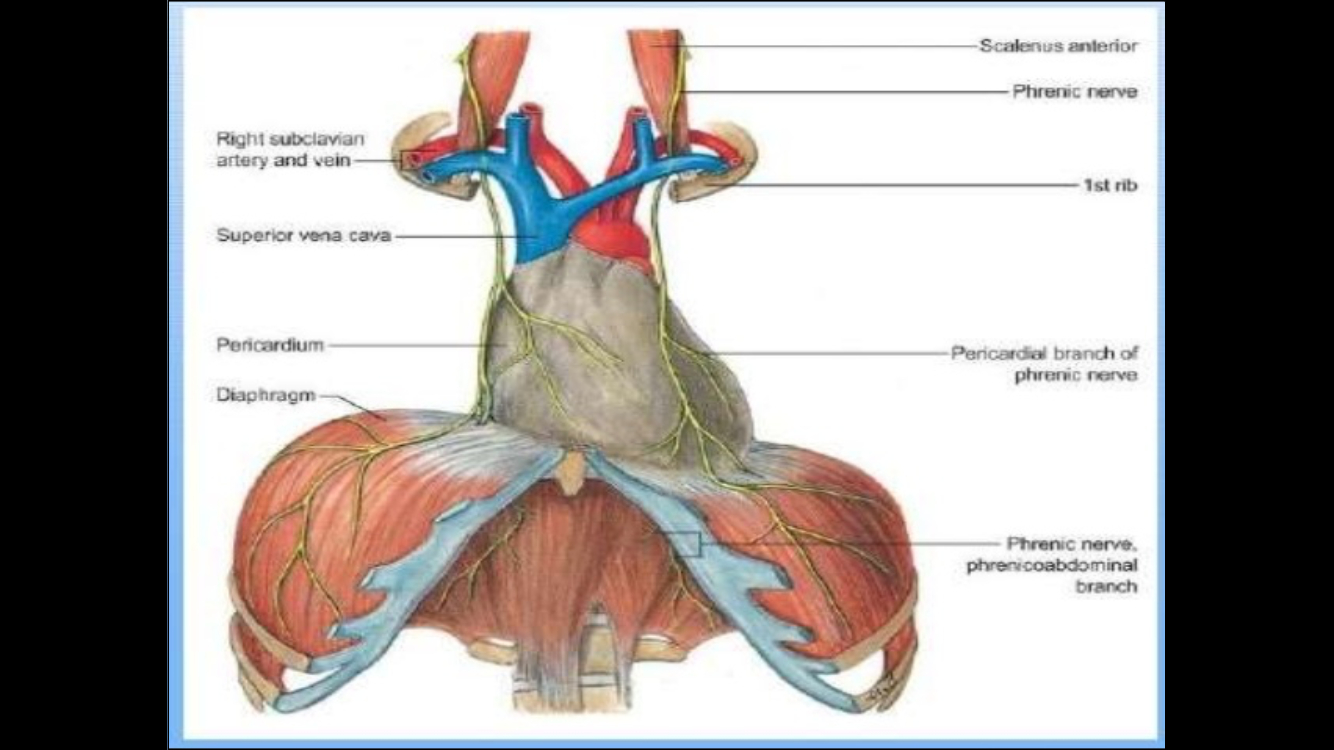 Scalenus anterior
Phrenic nerve
Right subclavian
artery and vein
1st rib
Superior vena cava
Pericardium
Pericardial branch of
phrenic nerve
Diaphragm
Phrenic nerve,
phrenicoabdominal
branch